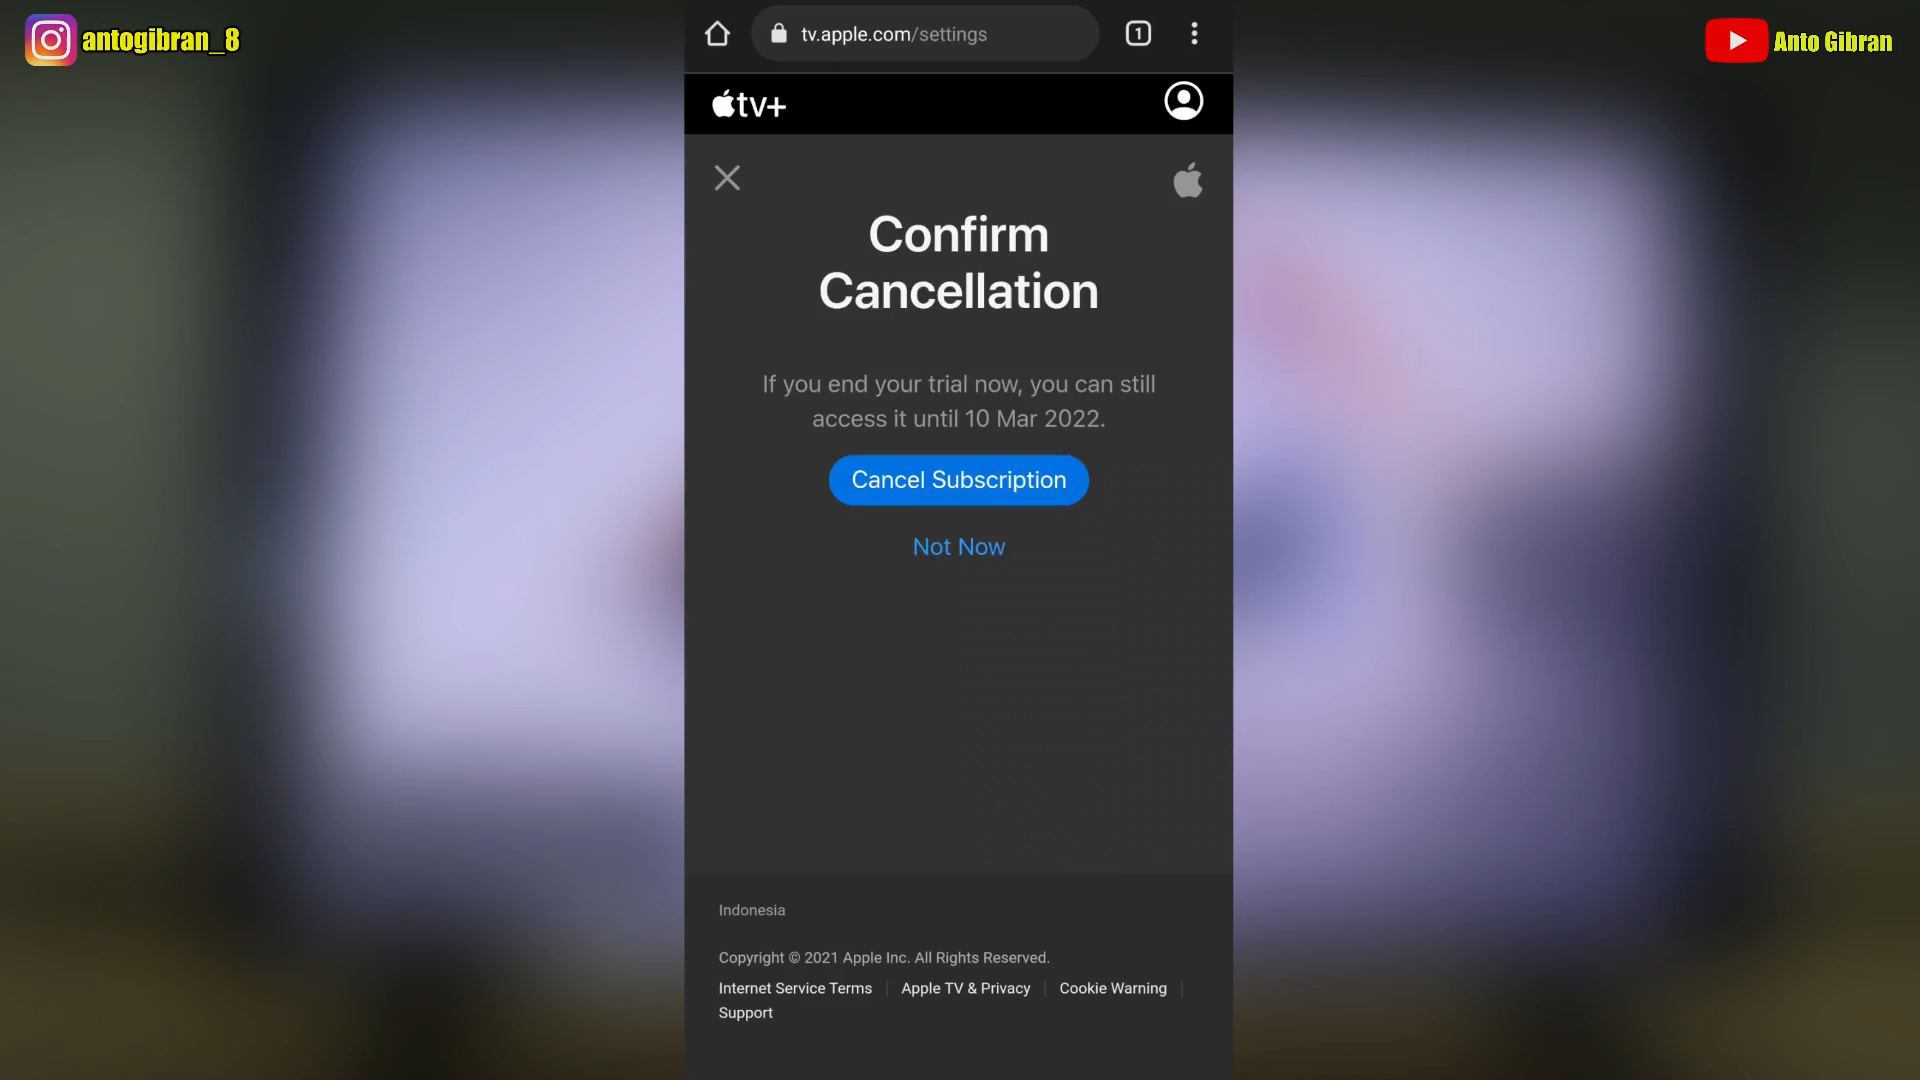 antogibran_8
Anto Gibran
tv.apple.com/settings
1
tv+
Confirm
Cancellation
If you end your trial now, you can still
access it until 10 Mar 2022.
Cancel Subscription
Not Now
Indonesia
Copyright © 2021 Apple Inc. All Rights Reserved.
Internet Service Terms | Apple TV & Privacy | Cookie Warning |
Support